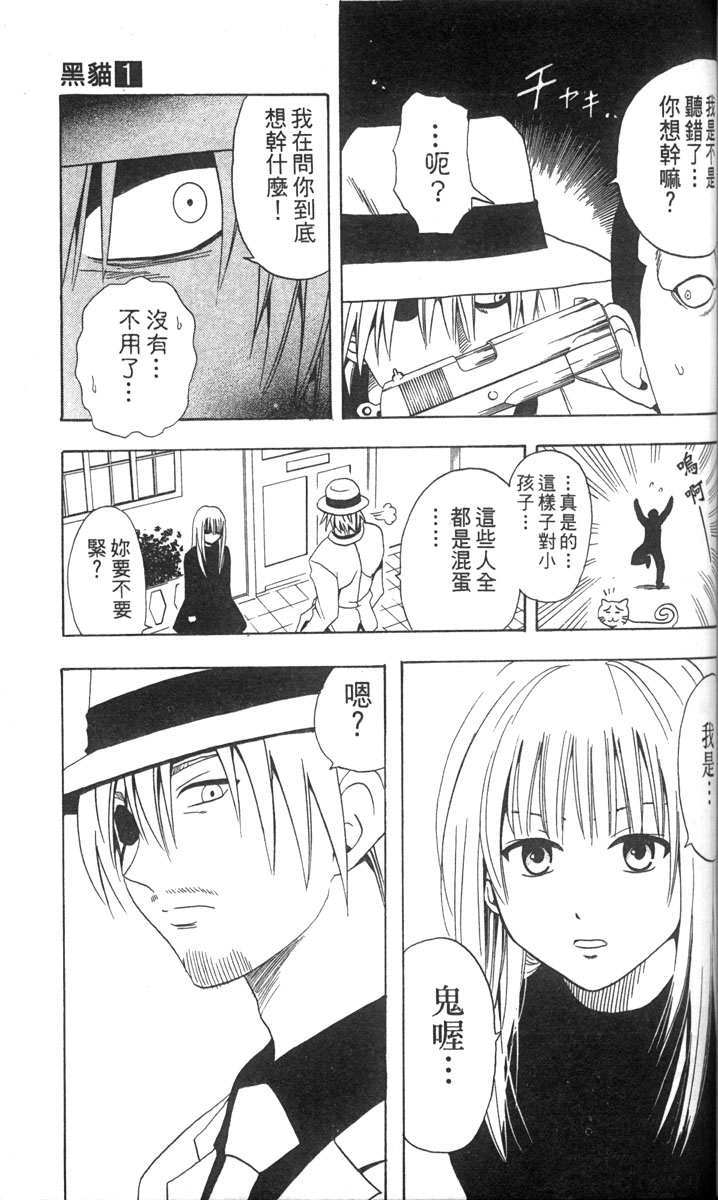 黑貓1
我是不是
聽錯了…
你想幹嘛?
チャキ…
…呃?
我在問你到底
想幹什麼!
沒有…
不用了…
嗚啊
…真是的…
這樣子對小
孩子…
這些人全
都是混蛋
……
妳要不要
緊?
我是…
鬼喔…
嗯?